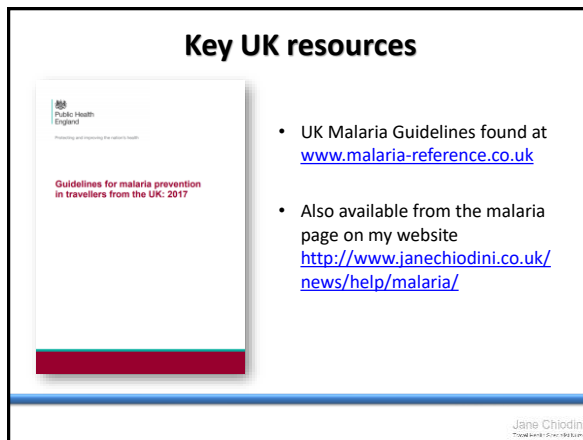 Key UK resources
Public Health
England
Protecting and improving the nation's health
Guidelines for malaria prevention
in travellers from the UK: 2017
• UK Malaria Guidelines found at
www.malaria-reference.co.uk
• Also available from the malaria
page on my website
http://www.janechiodini.co.uk/
news/help/malaria/
Jane Chiodin